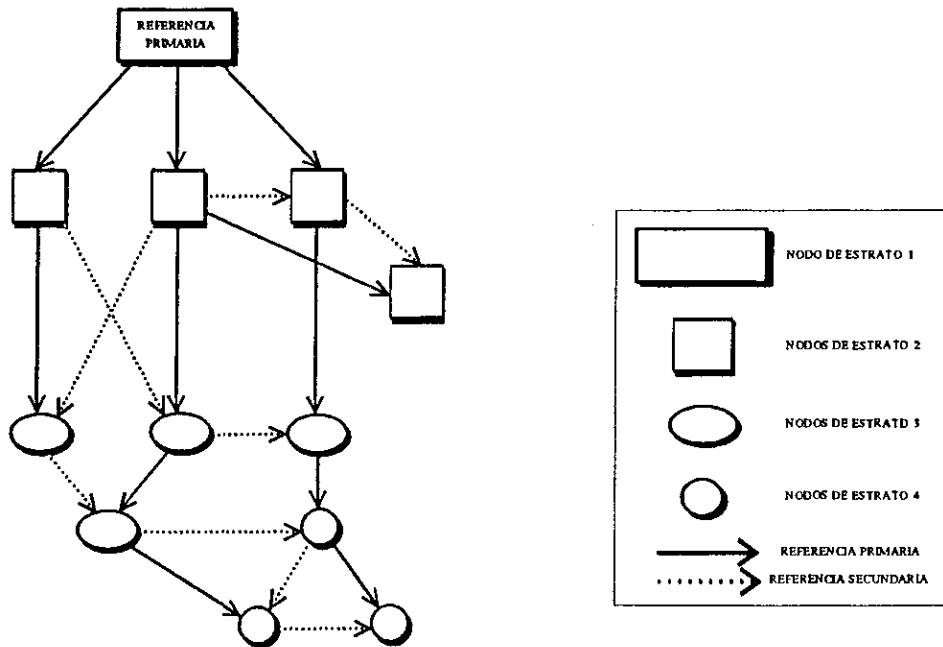 REFERENCIA
PRIMARIA
NODO DE ESTRATO 1
NODOS DE ESTRATO 2
NODOS DE ESTRATO 3
NODOS DE ESTRATO 4
REFERENCIA PRIMARIA
REFERENCIA SECUNDARIA